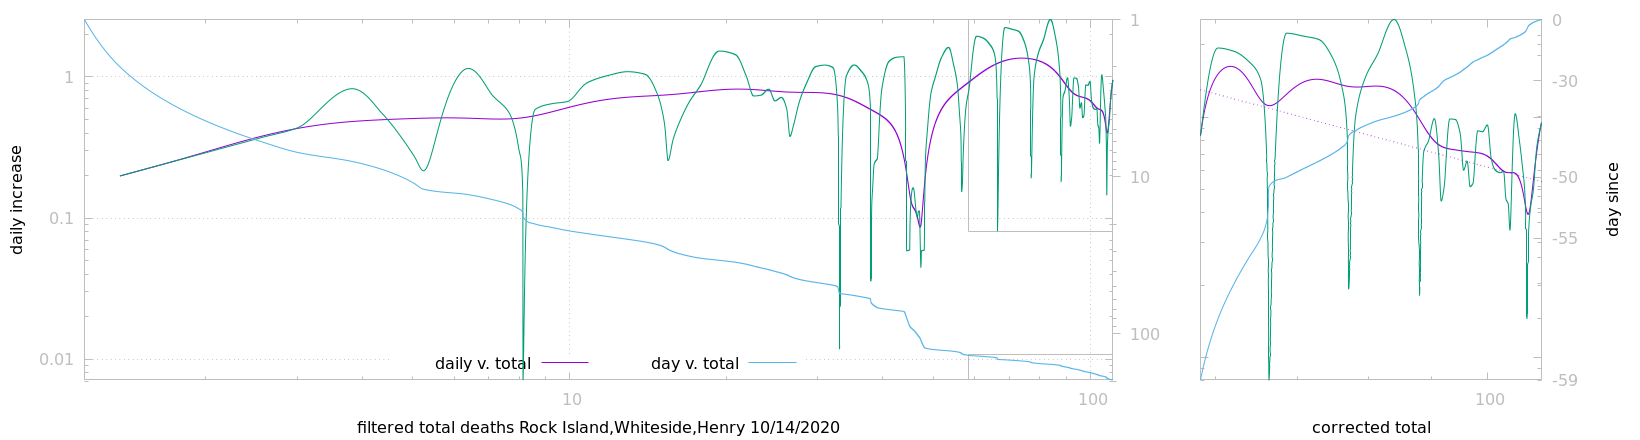 daily increase
1
0.1
0.01
daily v. total
day v. total
10
100
1
10
100
filtered total deaths Rock Island,Whiteside,Henry 10/14/2020
0
-30
-50
-55
-59
day since
100
corrected total